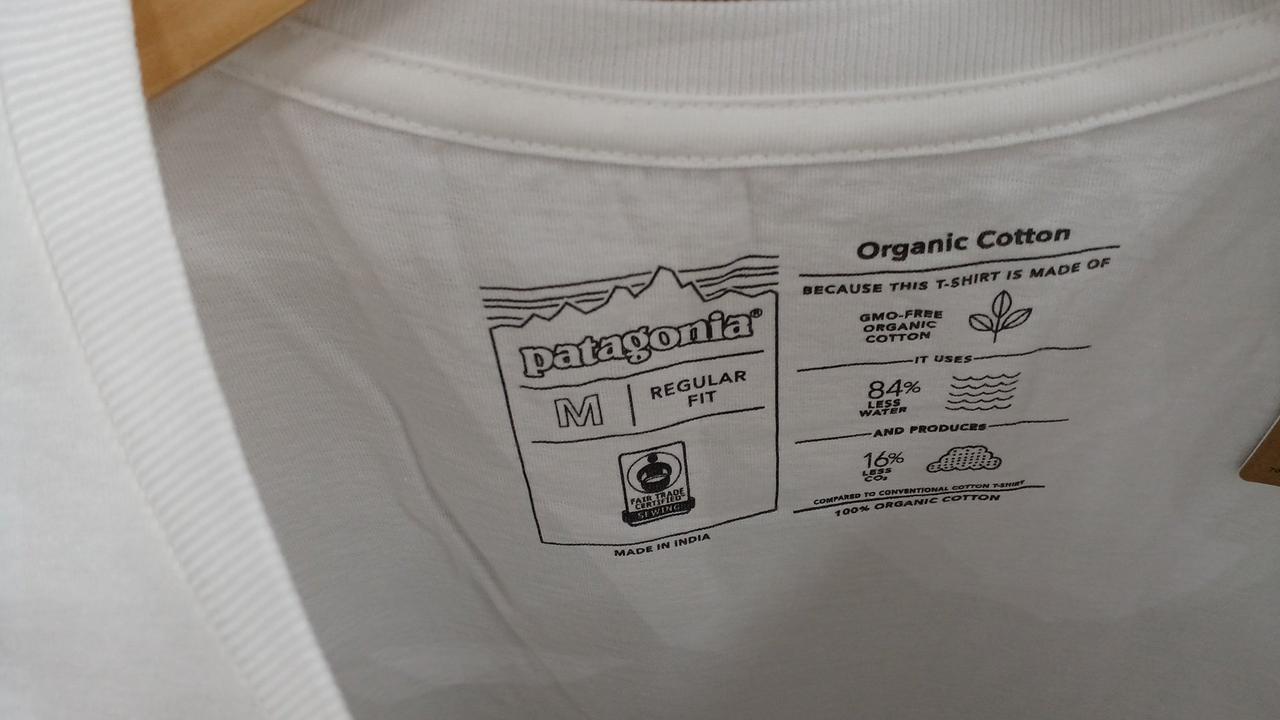 patagonia®
M
REGULAR
FIT
FAIR TRADE
CERTIFIED
SEWING
MADE IN INDIA
Organic Cotton
BECAUSE THIS T-SHIRT IS MADE OF
GMO-FREE
ORGANIC
COTTON
IT USES
84%
LESS
WATER
AND PRODUCES
16%
LESS
CO₂
COMPARED TO CONVENTIONAL COTTON T-SHIRT
100% ORGANIC COTTON